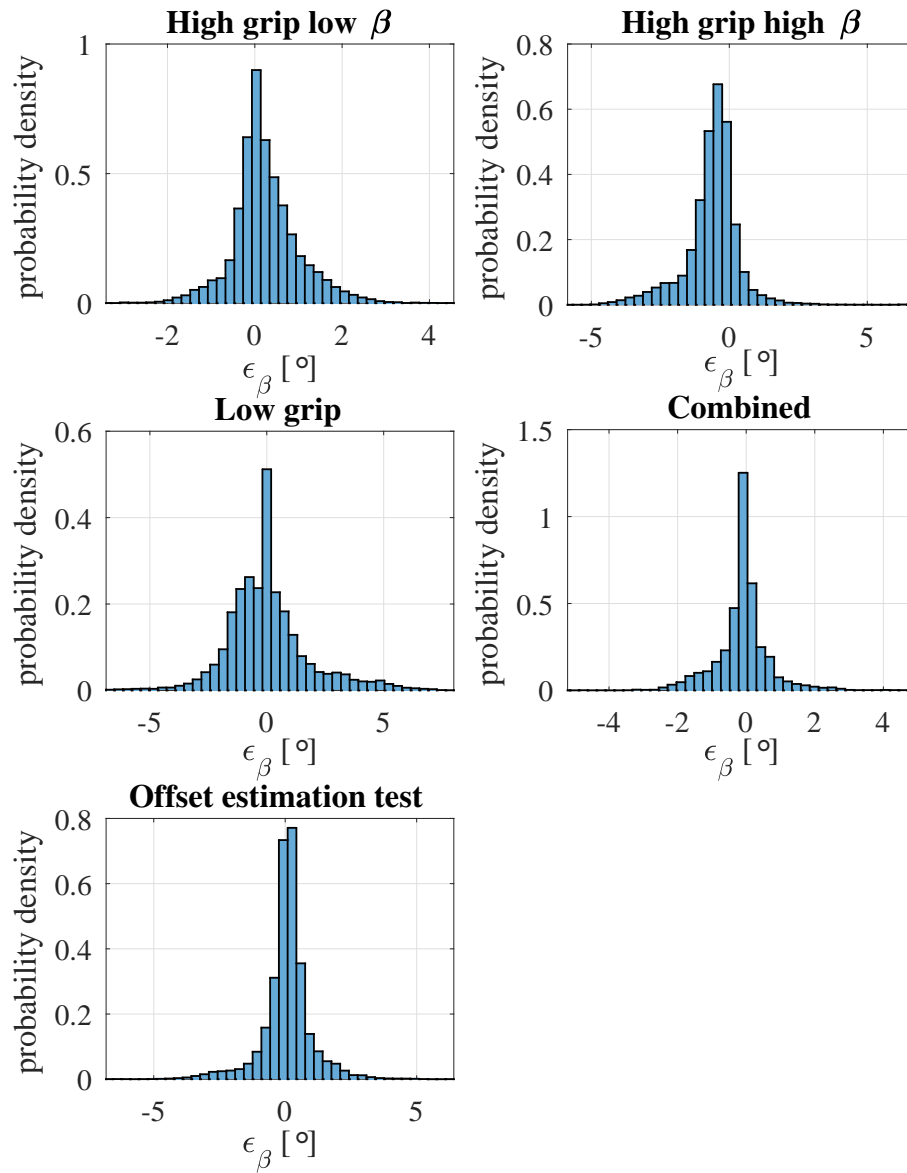 High grip low β
probability density
1
0.5
0
-2 0 2 4
ϵβ [°]
High grip high β
probability density
0.8
0.6
0.4
0.2
0
-5 0 5
ϵβ [°]
Low grip
probability density
0.6
0.4
0.2
0
-5 0 5
ϵβ [°]
Combined
probability density
1.5
1
0.5
0
-4 -2 0 2 4
ϵβ [°]
Offset estimation test
probability density
0.8
0.6
0.4
0.2
0
-5 0 5
ϵβ [°]